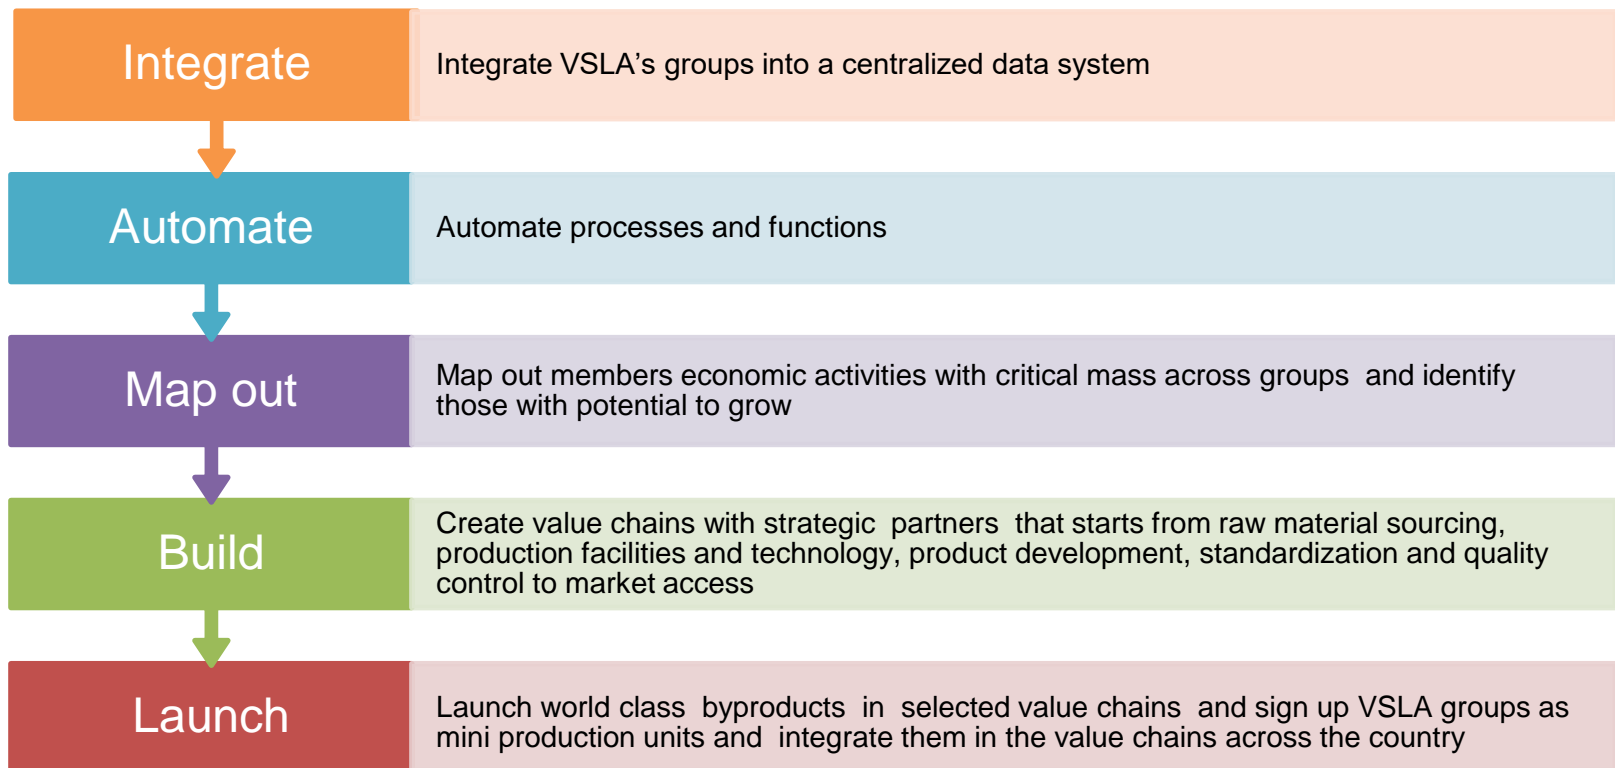 Integrate
Integrate VSLA’s groups into a centralized data system
Automate
Automate processes and functions
Map out
Map out members economic activities with critical mass across groups and identify
those with potential to grow
Build
Create value chains with strategic partners that starts from raw material sourcing,
production facilities and technology, product development, standardization and quality
control to market access
Launch
Launch world class byproducts in selected value chains and sign up VSLA groups as
mini production units and integrate them in the value chains across the country